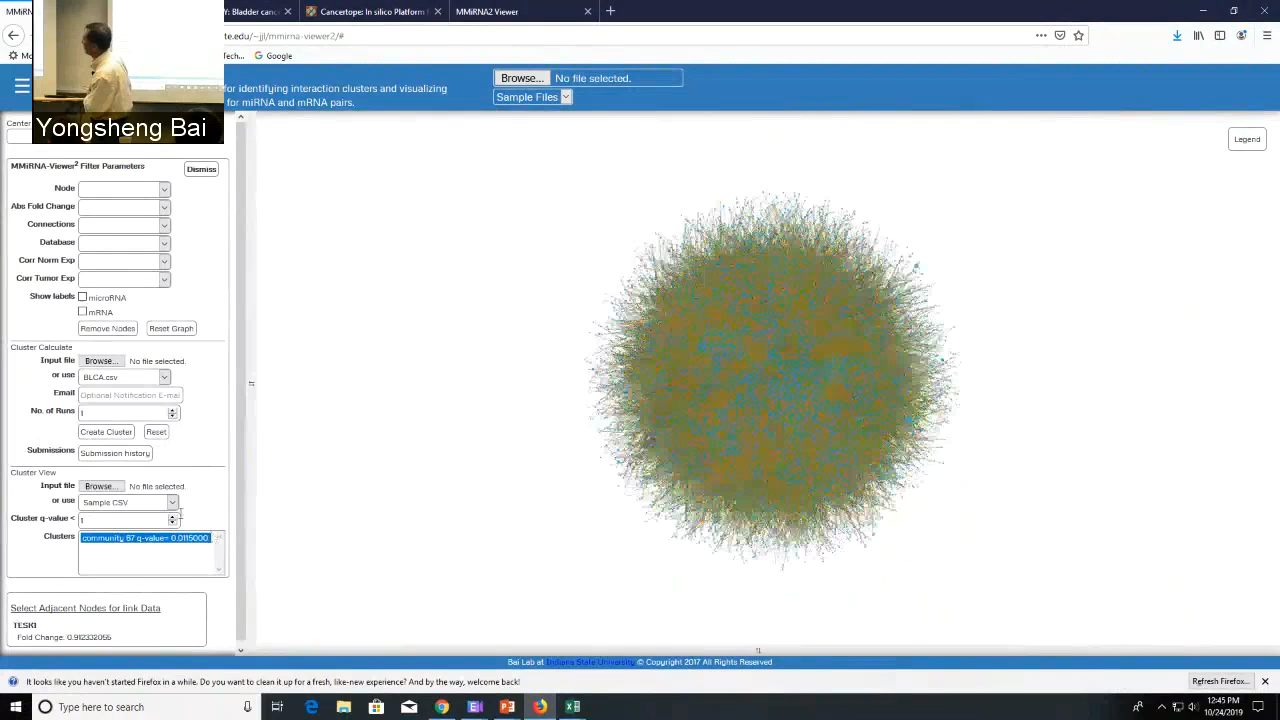 Y: Bladder canc
Cancertope: In silico Platform f
MMiRNA2 Viewer
te.edu/~jjl/mmirna-viewer2/#
Tech...
Google
Browse... No file selected.
for identifying interaction clusters and visualizing
Sample Files
for miRNA and mRNA pairs.
Yongsheng Bai
Center
Legend
MMiRNA-Viewer2 Filter Parameters
Dismiss
Node
Abs Fold Change
Connections
Database
Corr Norm Exp
Corr Tumor Exp
Show labels microRNA
mRNA
Remove Nodes Reset Graph
Cluster Calculate
Input file Browse... No file selected.
or use BLCA.csv
Email Optional Notification E-mai
No. of Runs 1
Create Cluster Reset
Submissions Submission history
Cluster View
Input file Browse... No file selected.
or use Sample CSV
Cluster q-value < 1
Clusters community 67 q-value= 0.0115000
Select Adjacent Nodes for link Data
TESK1
Fold Change: 0.912332055
Bai Lab at Indiana State University © Copyright 2017 All Rights Reserved
It looks like you haven't started Firefox in a while. Do you want to clean it up for a fresh, like-new experience? And by the way, welcome back!
Refresh Firefox...
Type here to search
12:45 PM
10/24/2019